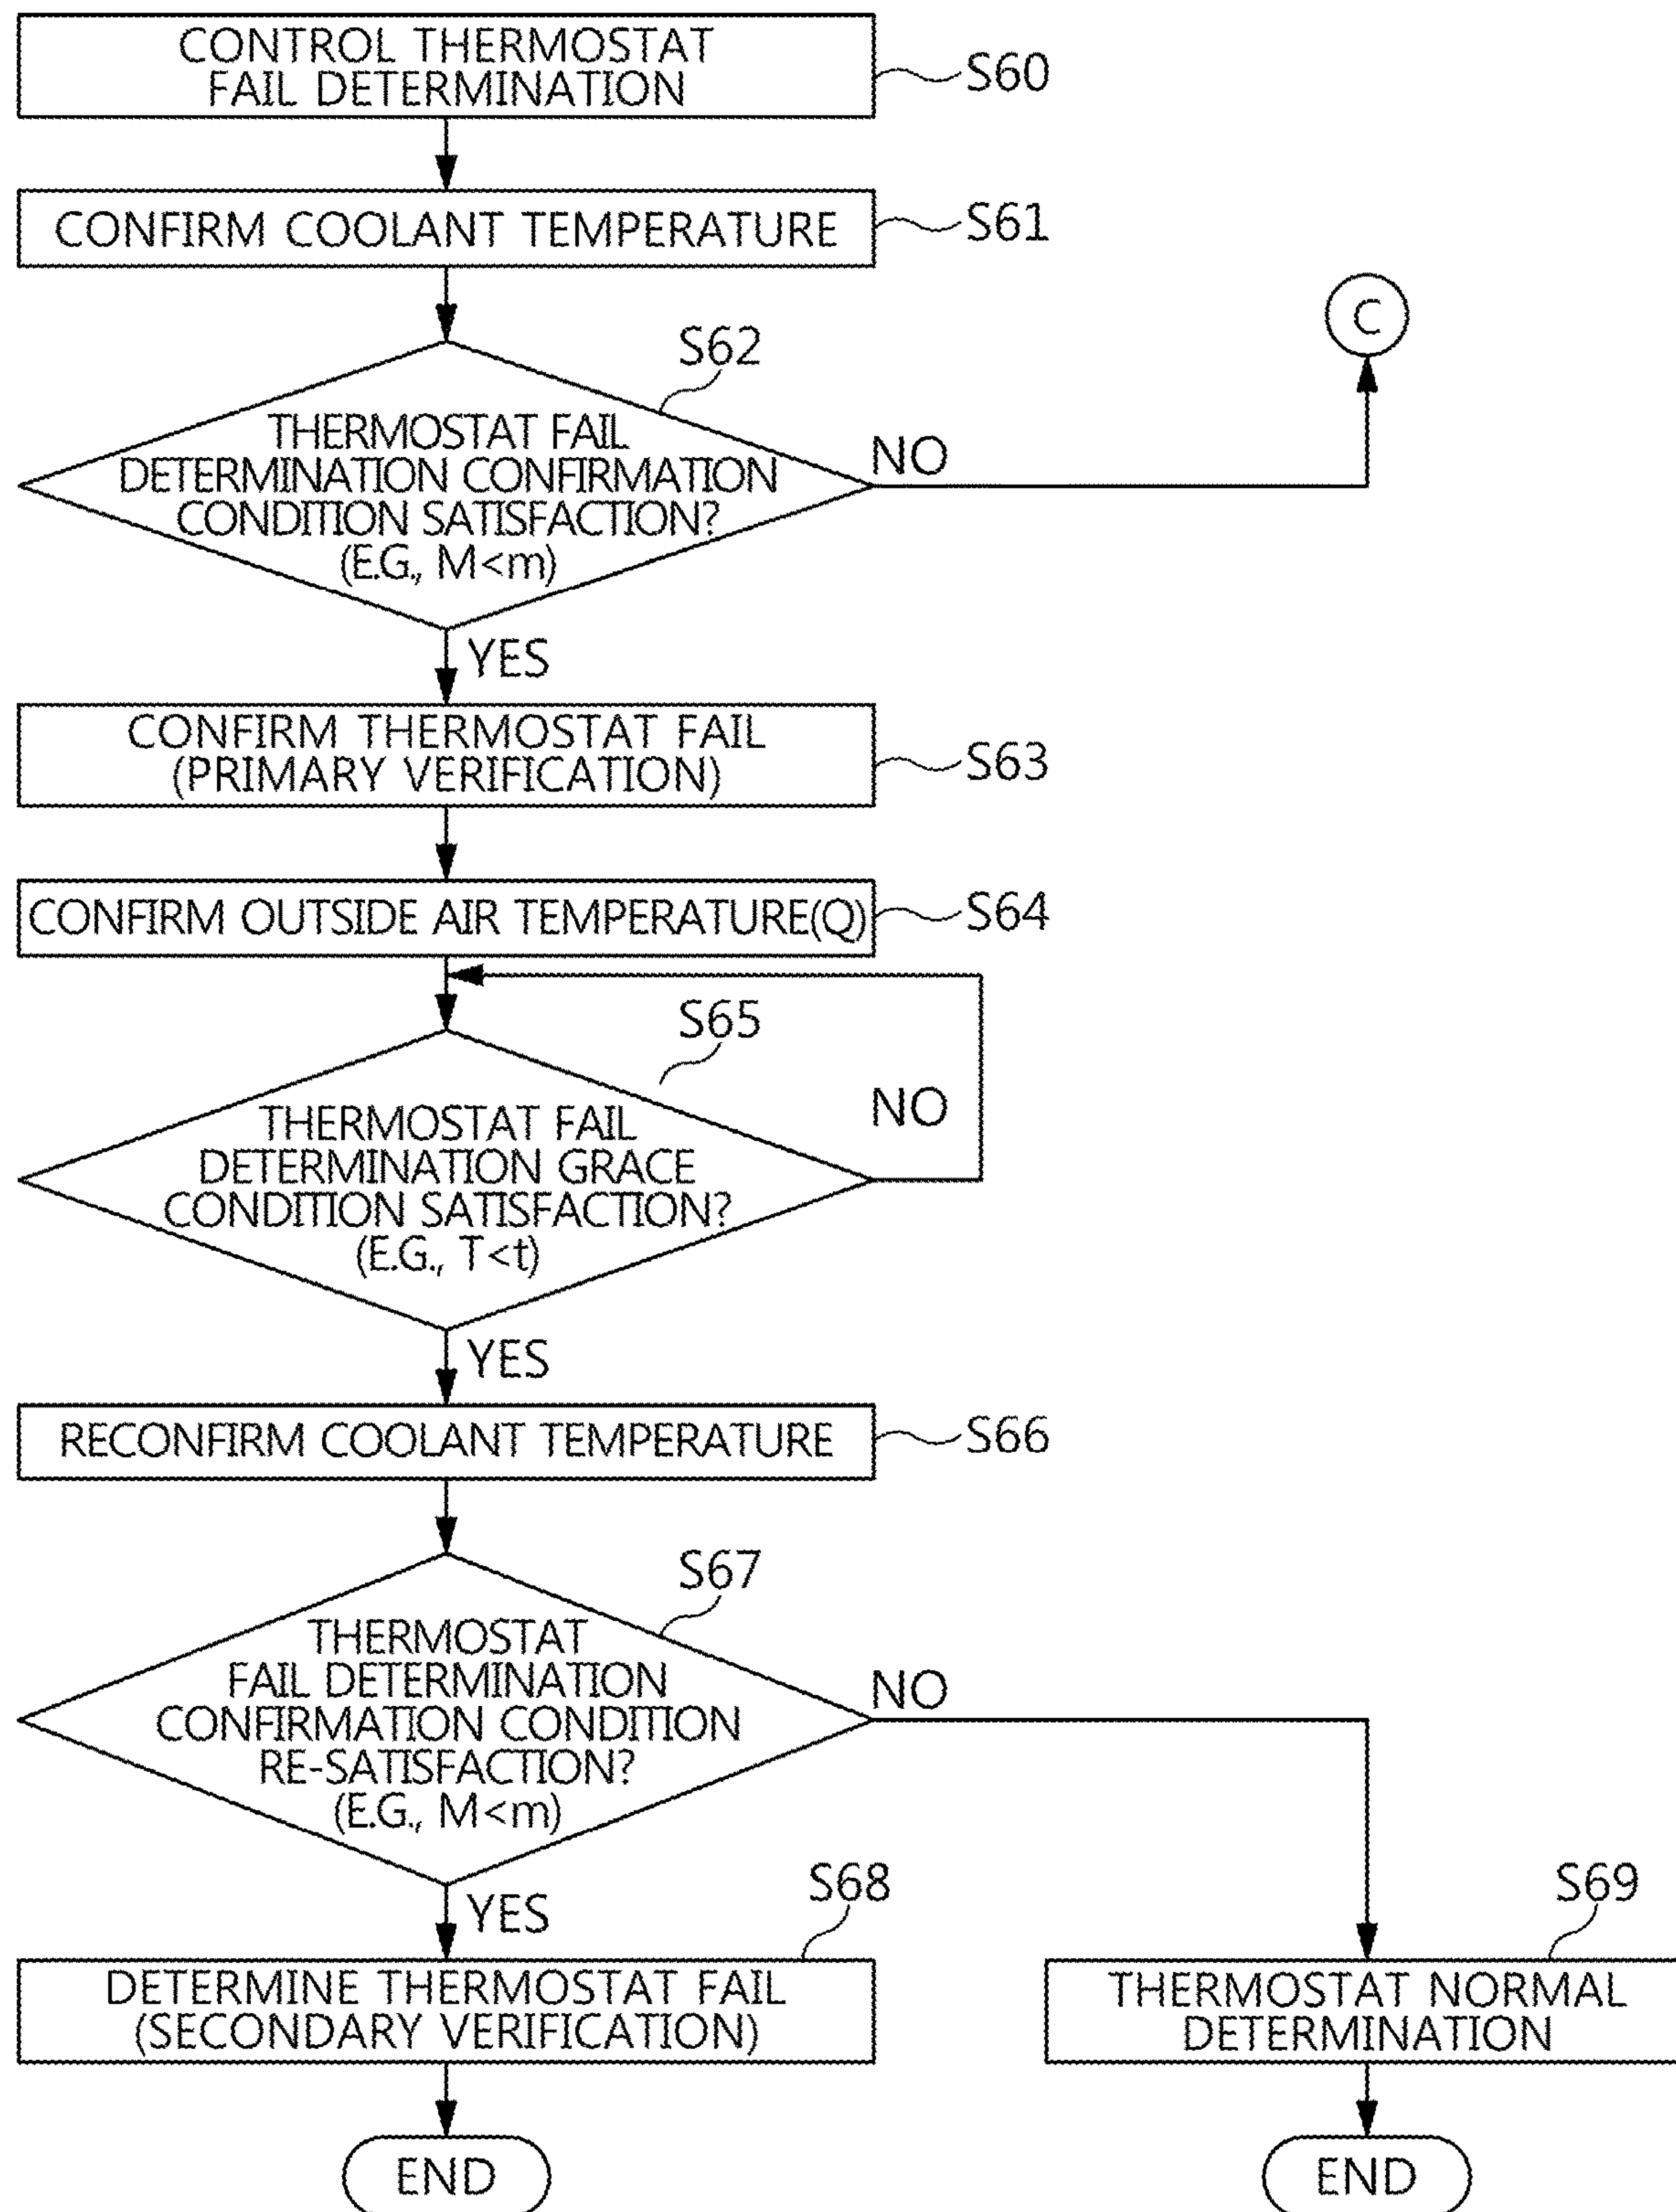 CONTROL THERMOSTAT
FAIL DETERMINATION
S60
CONFIRM COOLANT TEMPERATURE
S61
C
S62
THERMOSTAT FAIL
DETERMINATION CONFIRMATION
CONDITION SATISFACTION?
(E.G., M<m)
NO
YES
CONFIRM THERMOSTAT FAIL
(PRIMARY VERIFICATION)
S63
CONFIRM OUTSIDE AIR TEMPERATURE(Q)
S64
S65
THERMOSTAT FAIL
DETERMINATION GRACE
CONDITION SATISFACTION?
(E.G., T<t)
NO
YES
RECONFIRM COOLANT TEMPERATURE
S66
S67
THERMOSTAT
FAIL DETERMINATION
CONFIRMATION CONDITION
RE-SATISFACTION?
(E.G., M<m)
NO
YES
S68
DETERMINE THERMOSTAT FAIL
(SECONDARY VERIFICATION)
S69
THERMOSTAT NORMAL
DETERMINATION
END
END